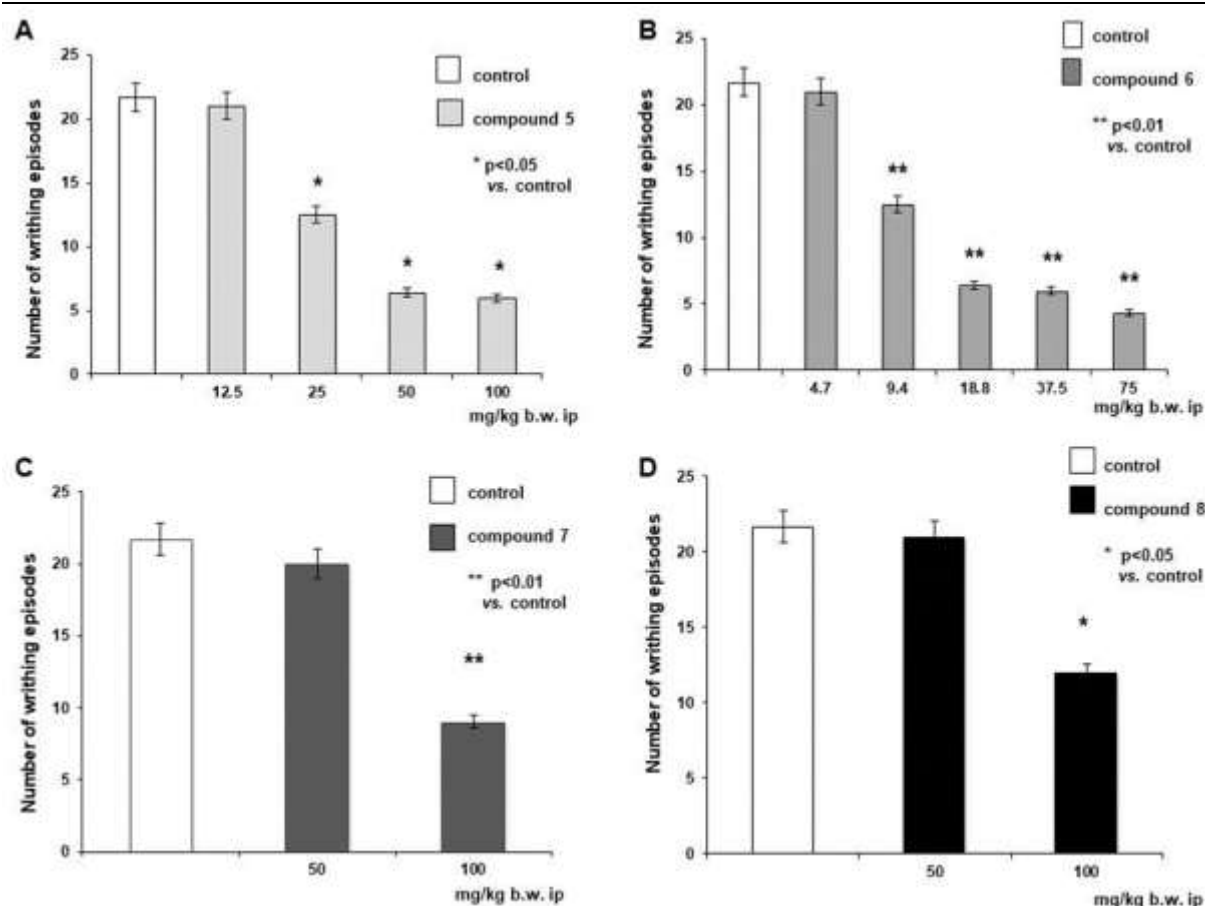 A
Number of writhing episodes
25
20
15
10
5
0
control
compound 5
* p<0.05
vs. control
12.5 25 50 100
mg/kg b.w. ip
* * *
B
Number of writhing episodes
25
20
15
10
5
0
control
compound 6
** p<0.01
vs. control
** ** ** **
4.7 9.4 18.8 37.5 75
mg/kg b.w. ip
C
Number of writhing episodes
25
20
15
10
5
0
control
compound 7
** p<0.01
vs. control
**
50 100
mg/kg b.w. ip
D
Number of writhing episodes
25
20
15
10
5
0
control
compound 8
* p<0.05
vs. control
*
50 100
mg/kg b.w. ip